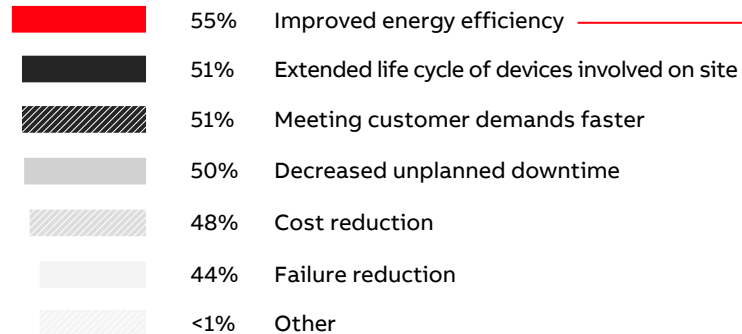 55% Improved energy efficiency
51% Extended life cycle of devices involved on site
51% Meeting customer demands faster
50% Decreased unplanned downtime
48% Cost reduction
44% Failure reduction
<1% Other